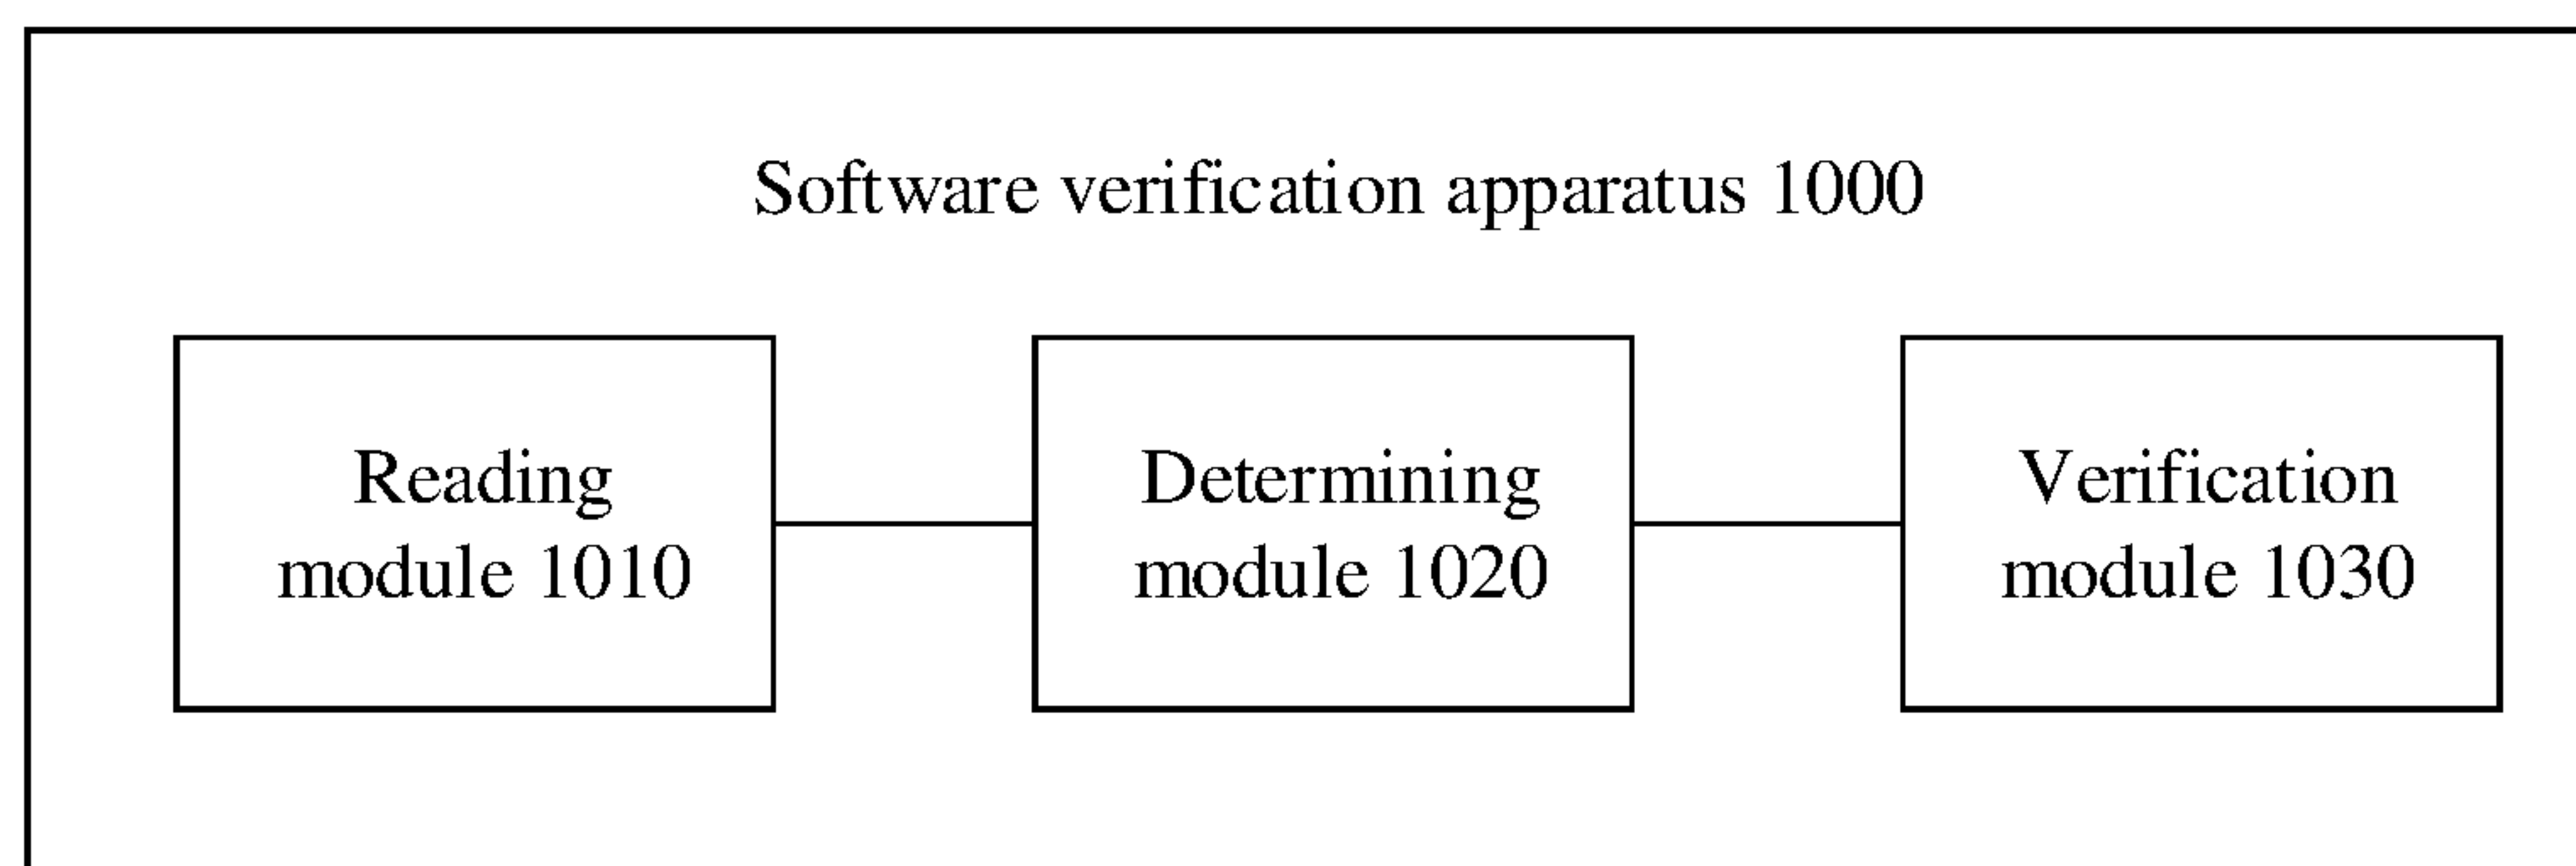 Software verification apparatus 1000
Reading
module 1010
Determining
module 1020
Verification
module 1030